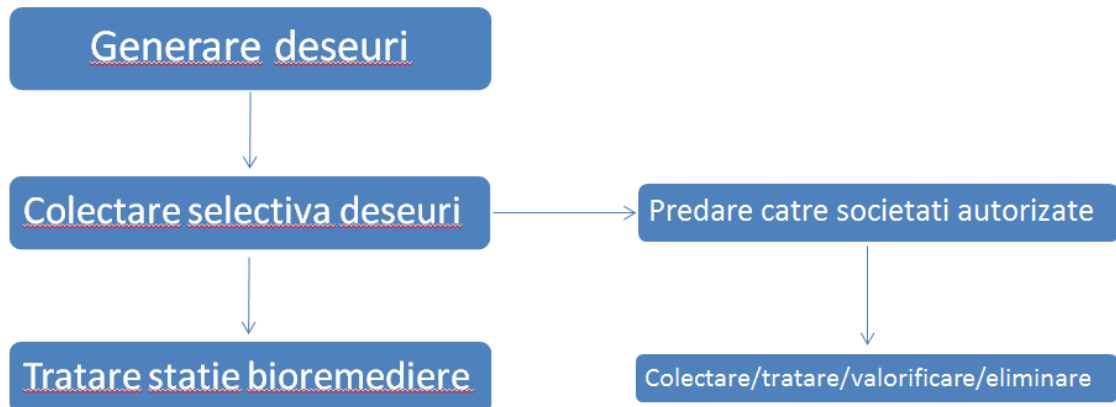 Generare deseuri
Colectare selectiva deseuri
Predare catre societati autorizate
Tratare statie bioremediere
Colectare/tratare/valorificare/eliminare